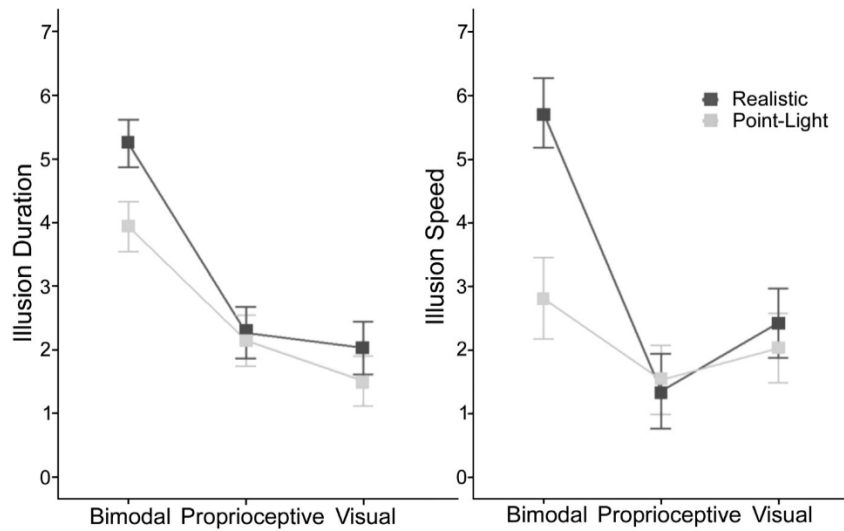 Illusion Duration
7
6
5
4
3
2
1
0
Bimodal Proprioceptive Visual
Illusion Speed
7
6
5
4
3
2
1
0
Bimodal Proprioceptive Visual
Realistic
Point-Light